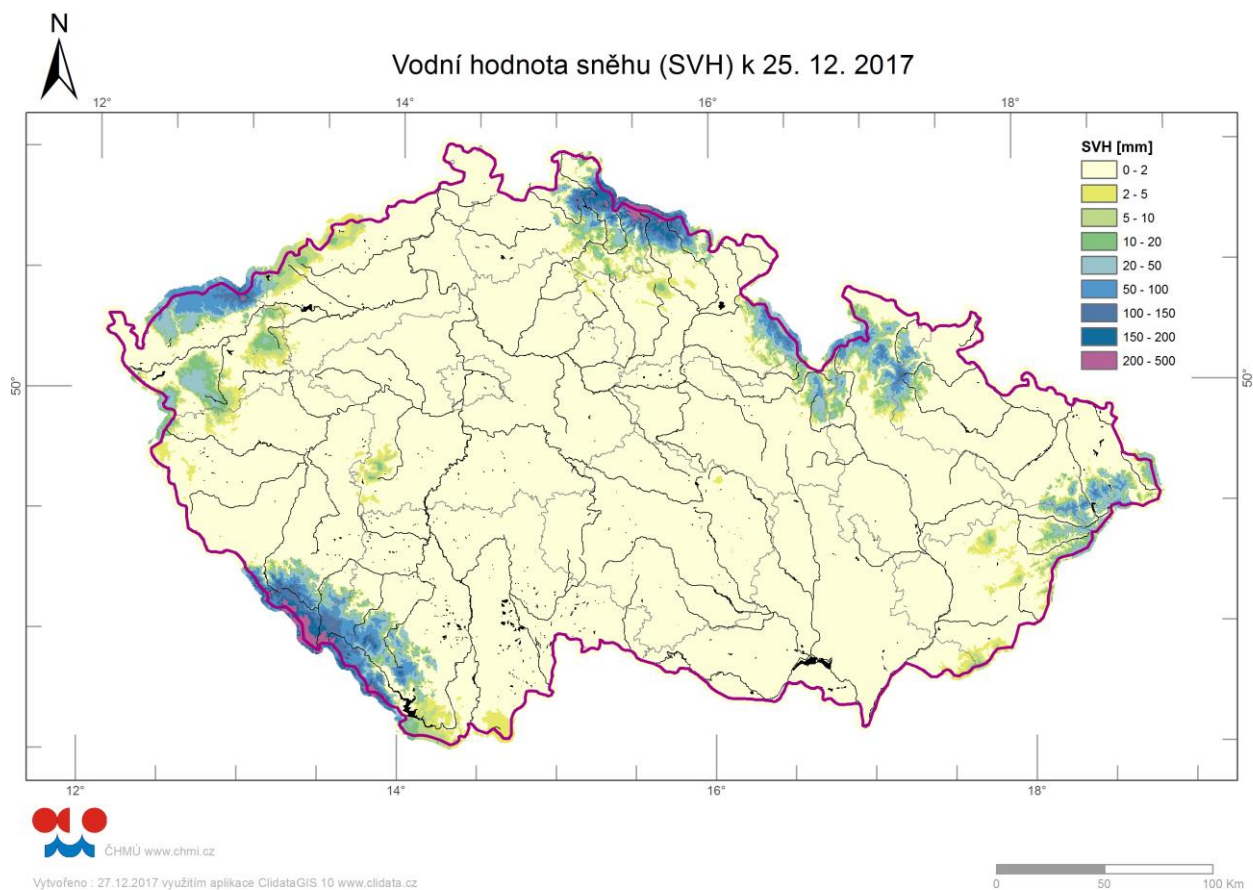 N
Vodní hodnota sněhu (SVH) k 25. 12. 2017
12° 14° 16° 18°
SVH [mm]
0 - 2
2 - 5
5 - 10
10 - 20
20 - 50
50 - 100
100 - 150
150 - 200
200 - 500
50° 50°
12° 14° 16° 18°
ČHMÚ www.chmi.cz
Vytvořeno : 27.12.2017 využitím aplikace ClidataGIS 10 www.clidata.cz
0 50 100 Km